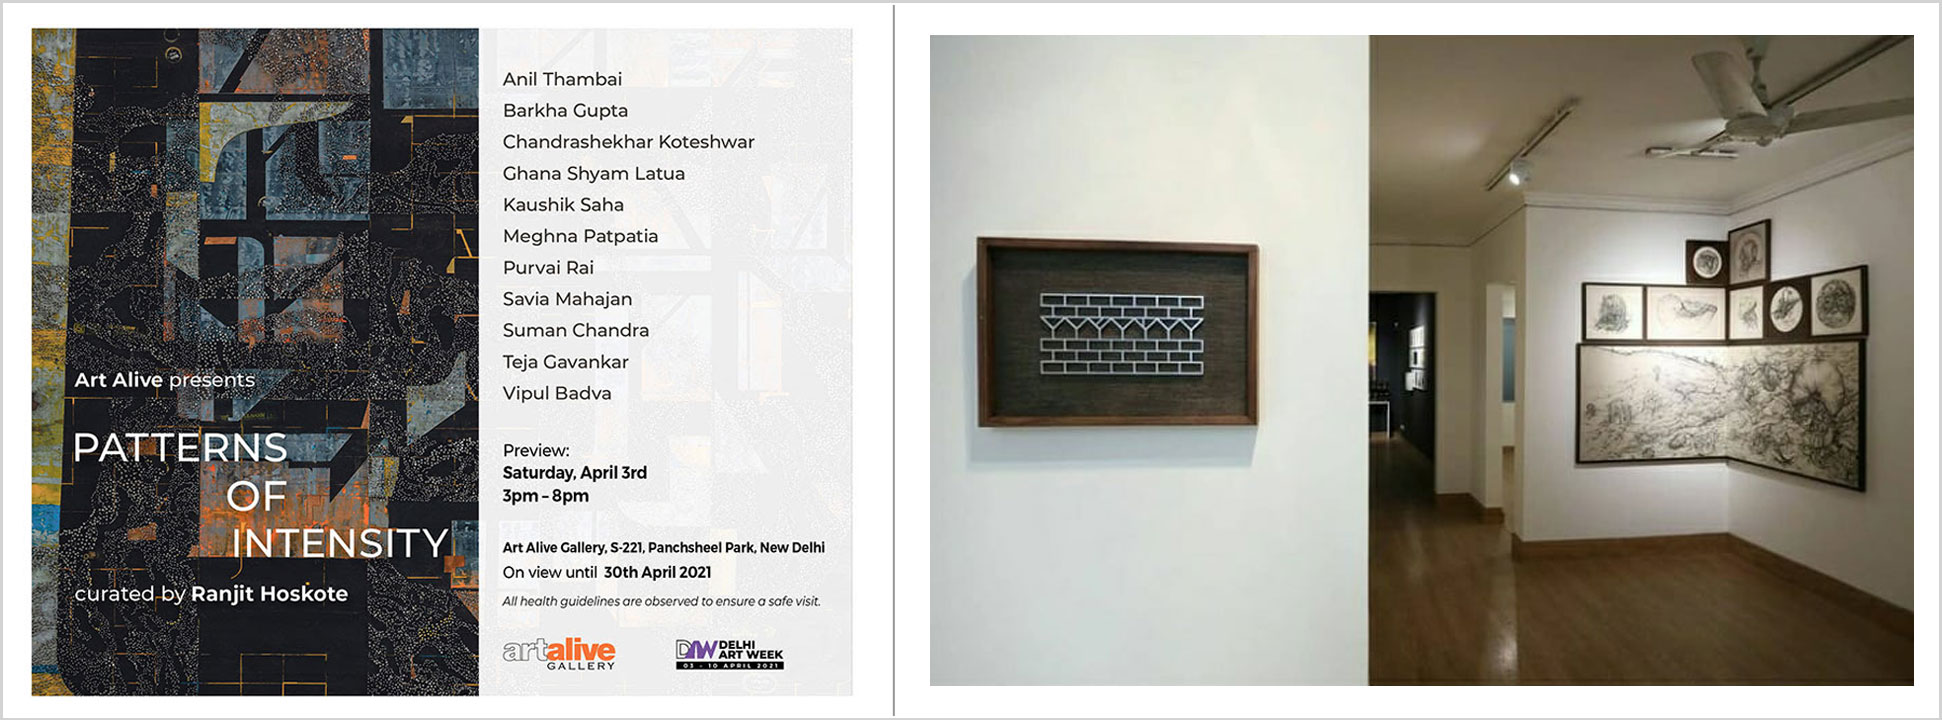 Art Alive presents
PATTERNS
OF
INTENSITY
curated by Ranjit Hoskote
Anil Thambai
Barkha Gupta
Chandrashekhar Koteshwar
Ghana Shyam Latua
Kaushik Saha
Meghna Patpatia
Purvai Rai
Savia Mahajan
Suman Chandra
Teja Gavankar
Vipul Badva
Preview:
Saturday, April 3rd
3pm – 8pm
Art Alive Gallery, S-221, Panchsheel Park, New Delhi
On view until 30th April 2021
All health guidelines are observed to ensure a safe visit.
artalive
GALLERY
DAW DELHI
ART WEEK
03 - 10 APRIL 2021